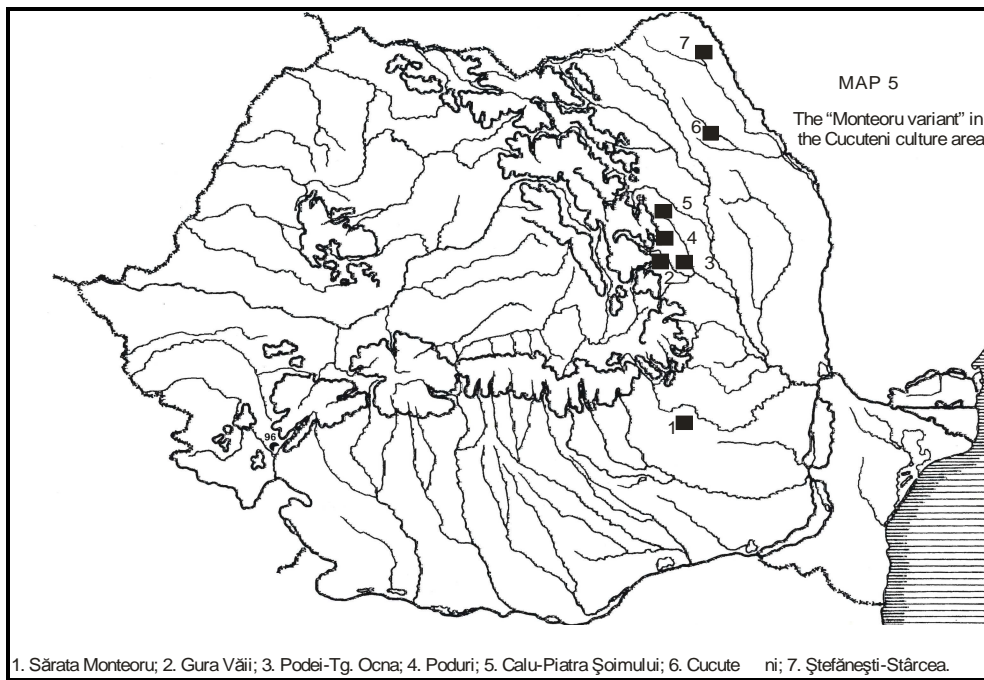 7
MAP 5
The “Monteoru variant” in
the Cucuteni culture area
6
5
4
3
2
1
96
1. Sărata Monteoru; 2. Gura Văii; 3. Podei-Tg. Ocna; 4. Poduri; 5. Calu-Piatra Şoimului; 6. Cucute ni; 7. Ştefăneşti-Stârcea.